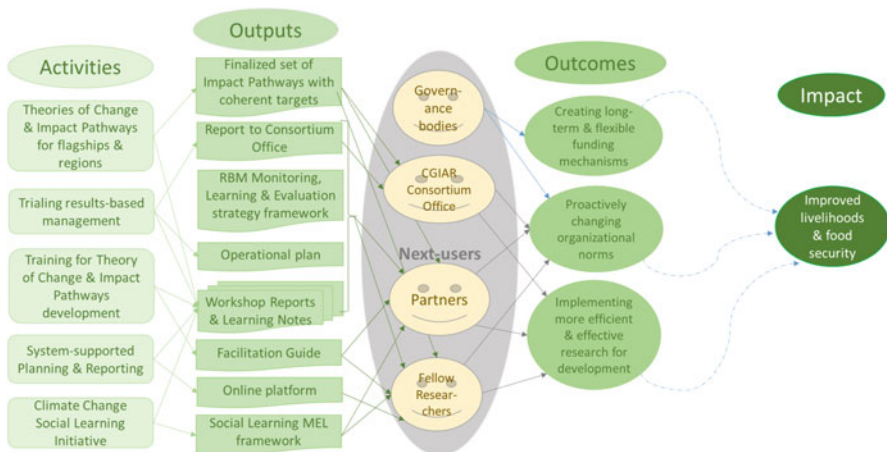 Activities
Theories of Change
& Impact Pathways
for flagships &
regions
Trialing results-based
management
Training for Theory
of Change & Impact
Pathways
development
System-supported
Planning & Reporting
Climate Change
Social Learning
Initiative
Outputs
Finalized set of
Impact Pathways with
coherent targets
Report to Consortium
Office
RBM Monitoring,
Learning & Evaluation
strategy framework
Operational plan
Workshop Reports
& Learning Notes
Facilitation Guide
Online platform
Social Learning MEL
framework
Govern-
ance
bodies
CGIAR
Consortium
Office
Next-users
Partners
Fellow
Resear-
chers
Outcomes
Creating long-
term & flexible
funding
mechanisms
Proactively
changing
organizational
norms
Implementing
more efficient
& effective
research for
development
Impact
Improved
livelihoods
& food
security